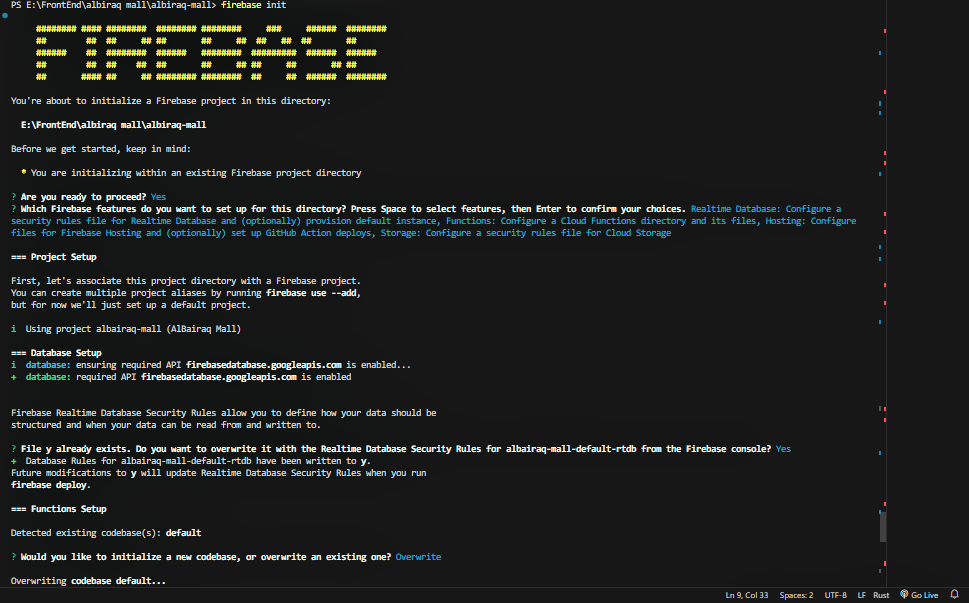 PS E:\FrontEnd\albiraq mall\albiraq-mall> firebase init
FIREBASE
You're about to initialize a Firebase project in this directory:
E:\FrontEnd\albiraq mall\albiraq-mall
Before we get started, keep in mind:
* You are initializing within an existing Firebase project directory
? Are you ready to proceed? Yes
? Which Firebase features do you want to set up for this directory? Press Space to select features, then Enter to confirm your choices. Realtime Database: Configure a
security rules file for Realtime Database and (optionally) provision default instance, Functions: Configure a Cloud Functions directory and its files, Hosting: Configure
files for Firebase Hosting and (optionally) set up GitHub Action deploys, Storage: Configure a security rules file for Cloud Storage
=== Project Setup
First, let's associate this project directory with a Firebase project.
You can create multiple project aliases by running firebase use --add,
but for now we'll just set up a default project.
i  Using project albairaq-mall (AlBairaq Mall)
=== Database Setup
i  database: ensuring required API firebasedatabase.googleapis.com is enabled...
+  database: required API firebasedatabase.googleapis.com is enabled
Firebase Realtime Database Security Rules allow you to define how your data should be
structured and when your data can be read from and written to.
? File y already exists. Do you want to overwrite it with the Realtime Database Security Rules for albairaq-mall-default-rtdb from the Firebase console? Yes
+  Database Rules for albairaq-mall-default-rtdb have been written to y.
Future modifications to y will update Realtime Database Security Rules when you run
firebase deploy.
=== Functions Setup
Detected existing codebase(s): default
? Would you like to initialize a new codebase, or overwrite an existing one? Overwrite
Overwriting codebase default...
Ln 9, Col 33 Spaces: 2 UTF-8 LF Rust Go Live